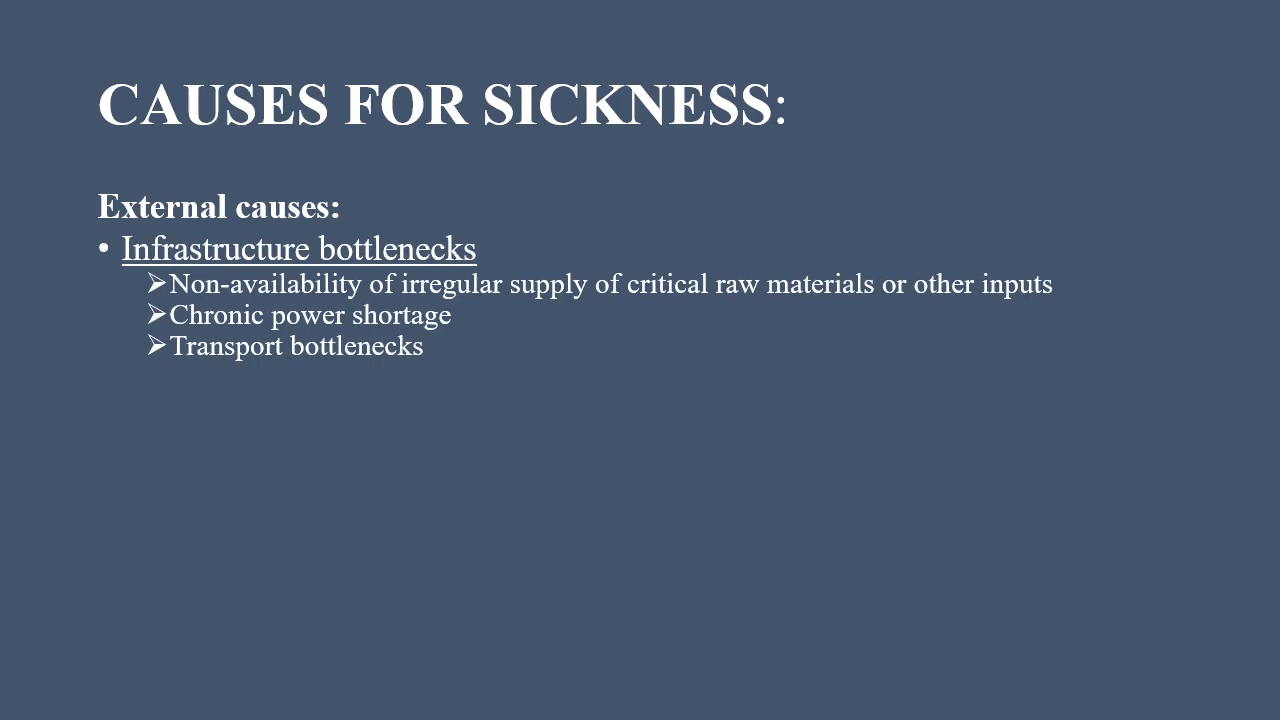 CAUSES FOR SICKNESS:
External causes:
• Infrastructure bottlenecks
➢Non-availability of irregular supply of critical raw materials or other inputs
➢Chronic power shortage
➢Transport bottlenecks